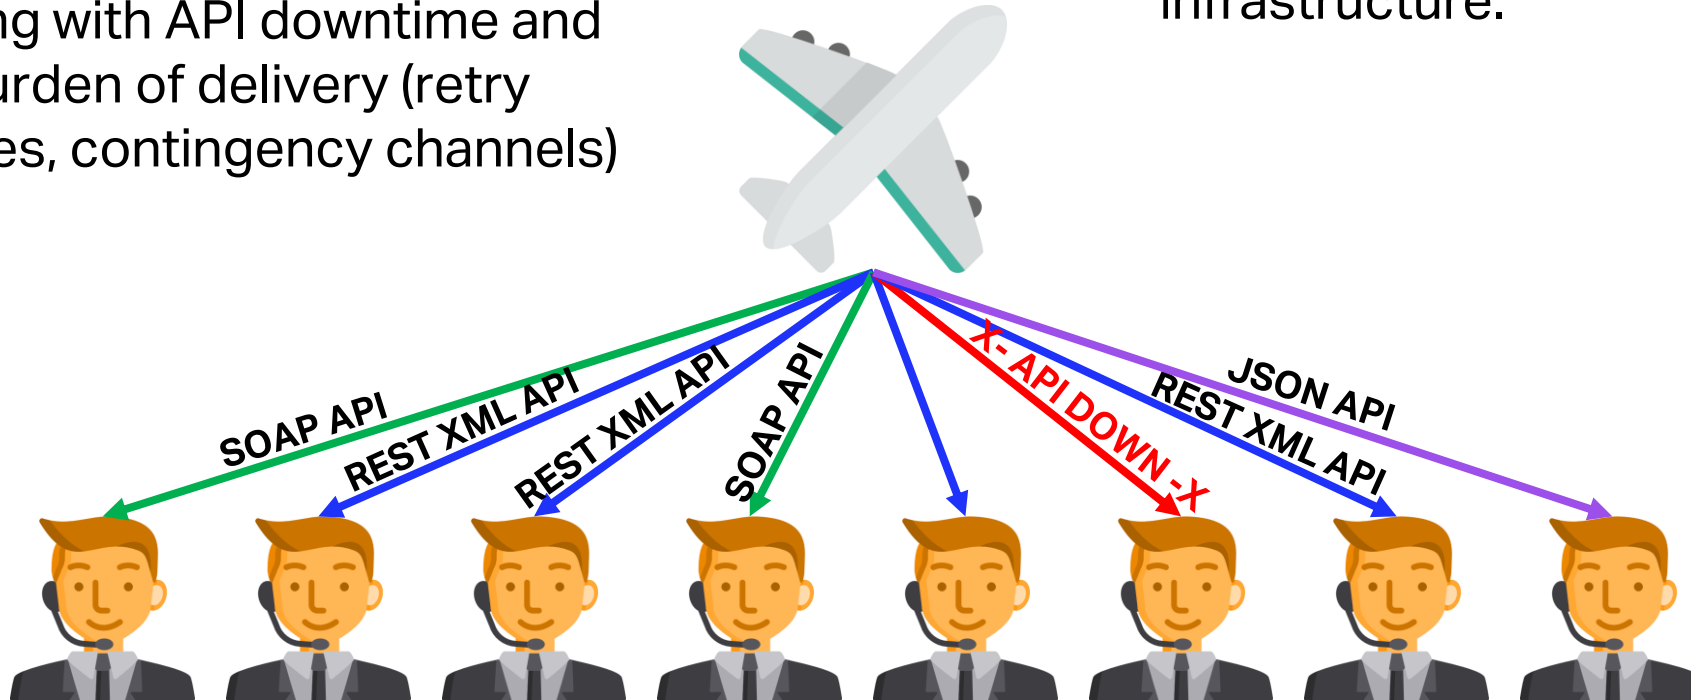 ng with API downtime and
urden of delivery (retry
es, contingency channels)
infrastructure.
SOAP API
REST XML API
REST XML API
SOAP API
X- API DOWN -X
REST XML API
JSON API